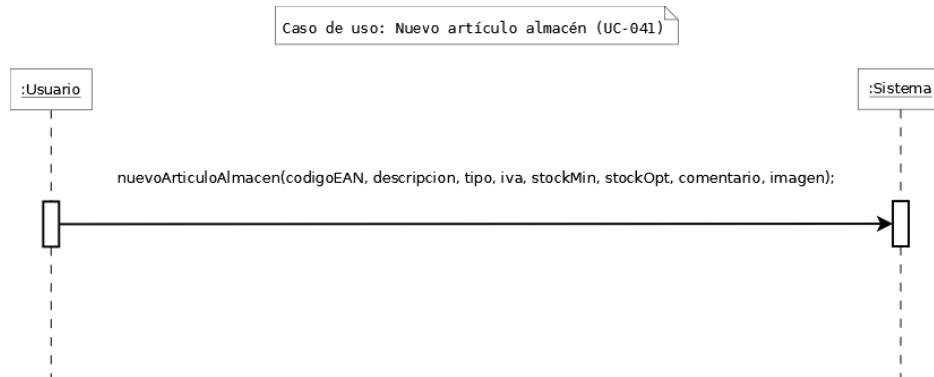 Caso de uso: Nuevo artículo almacén (UC-041)
:Usuario
:Sistema
nuevoArticuloAlmacen(codigoEAN, descripcion, tipo, iva, stockMin, stockOpt, comentario, imagen);